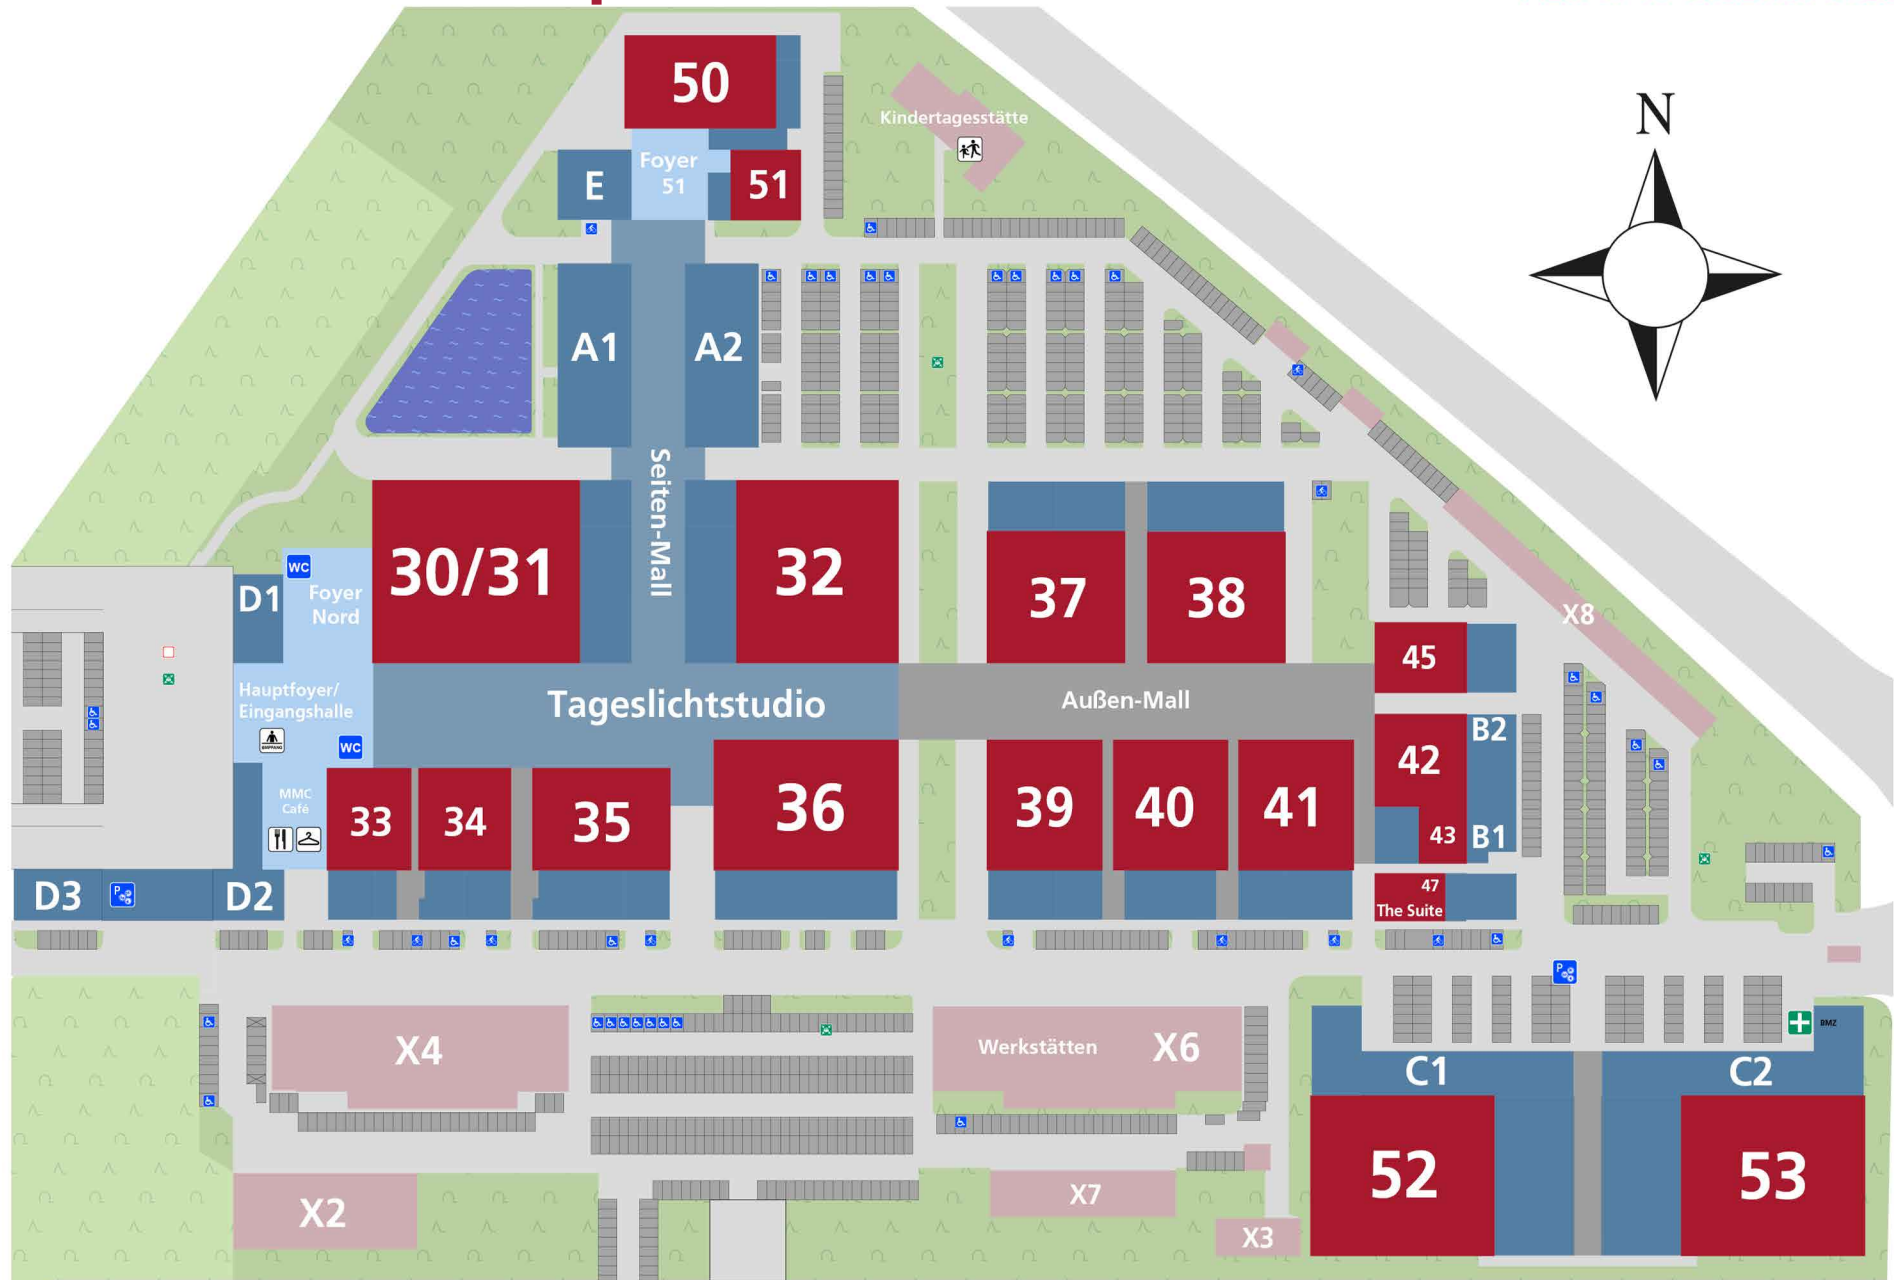 50
Kindertagesstätte
N
Foyer
51
E
51
A1
A2
Seiten-Mall
30/31
32
37
38
WC
D1
Foyer
Nord
X8
45
Hauptfoyer/
Eingangshalle
Tageslichtstudio
Außen-Mall
EMPFANG
WC
42
B2
MMC
Café
33
34
35
36
39
40
41
43
B1
D3
P
D2
47
The Suite
P
BMZ
X4
Werkstätten
X6
C1
C2
52
53
X2
X7
X3